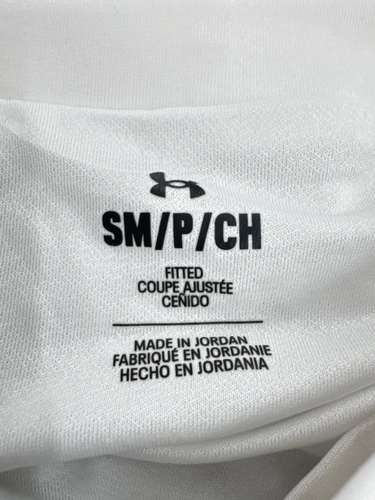 SM/P/CH
FITTED
COUPE AJUSTÉE
CEÑIDO
MADE IN JORDAN
FABRIQUÉ EN JORDANIE
HECHO EN JORDANIA